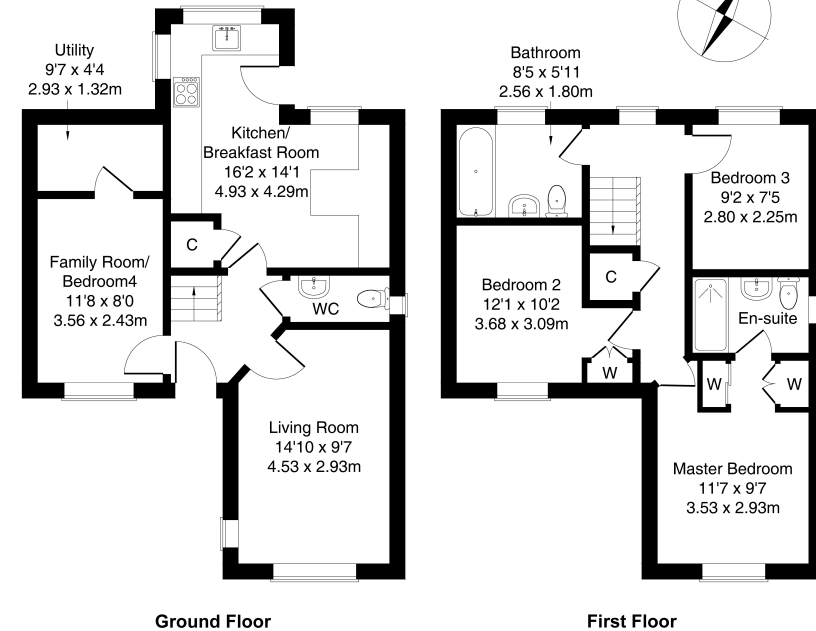 Utility
9'7 x 4'4
2.93 x 1.32m
Kitchen/
Breakfast Room
16'2 x 14'1
4.93 x 4.29m
C
Family Room/
Bedroom4
11'8 x 8'0
3.56 x 2.43m
WC
Living Room
14'10 x 9'7
4.53 x 2.93m
Ground Floor
Bathroom
8'5 x 5'11
2.56 x 1.80m
Bedroom 3
9'2 x 7'5
2.80 x 2.25m
Bedroom 2
12'1 x 10'2
3.68 x 3.09m
C
En-suite
W
W
W
Master Bedroom
11'7 x 9'7
3.53 x 2.93m
First Floor